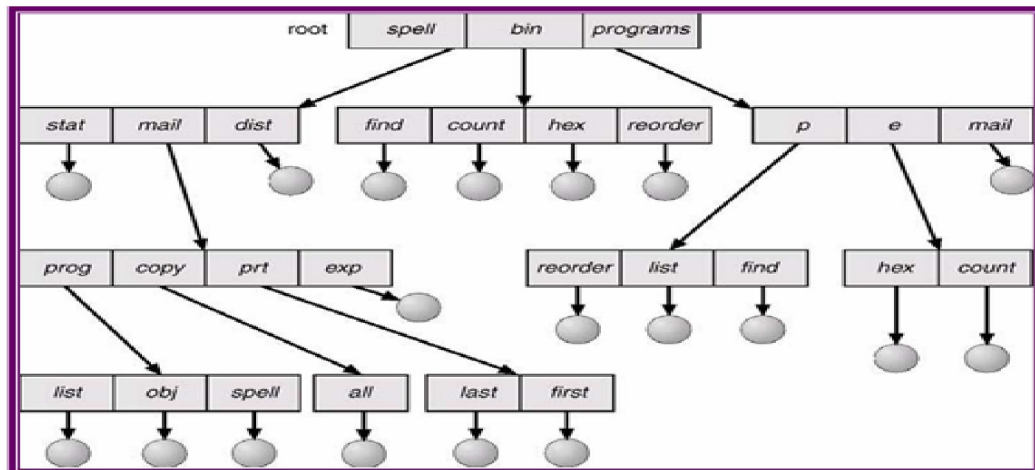 root spell bin programs
stat mail dist find count hex reorder p e mail
prog copy prt exp reorder list find hex count
list obj spell all last first